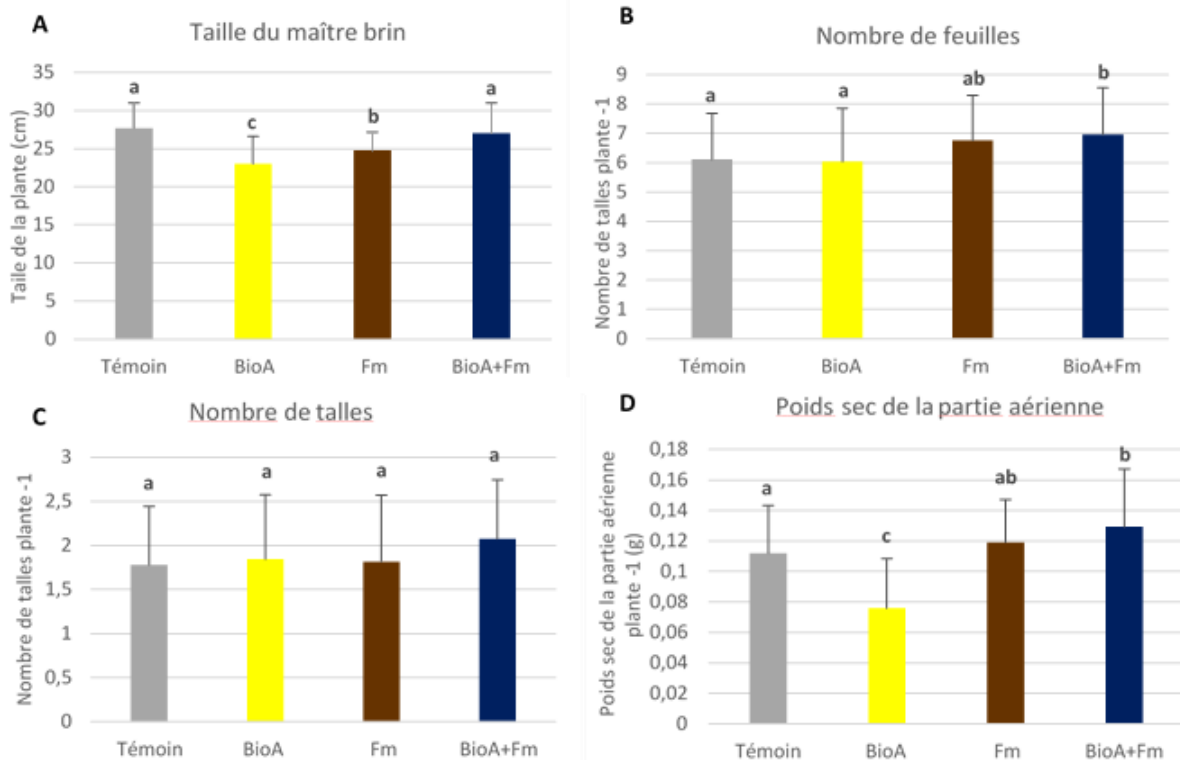 A
Taille du maître brin
Taile de la plante (cm)
35
30
25
20
15
10
5
0
a
c
b
a
Témoin
BioA
Fm
BioA+Fm
B
Nombre de feuilles
Nombre de talles plante -1
9
8
7
6
5
4
3
2
1
0
a
a
ab
b
Témoin
BioA
Fm
BioA+Fm
C
Nombre de talles
Nombre de talles plante -1
3
2,5
2
1,5
1
0,5
0
a
a
a
a
Témoin
BioA
Fm
BioA+Fm
D
Poids sec de la partie aérienne
Poids sec de la partie aérienne
plante -1 (g)
0,18
0,16
0,14
0,12
0,1
0,08
0,06
0,04
0,02
0
a
c
ab
b
Témoin
BioA
Fm
BioA+Fm